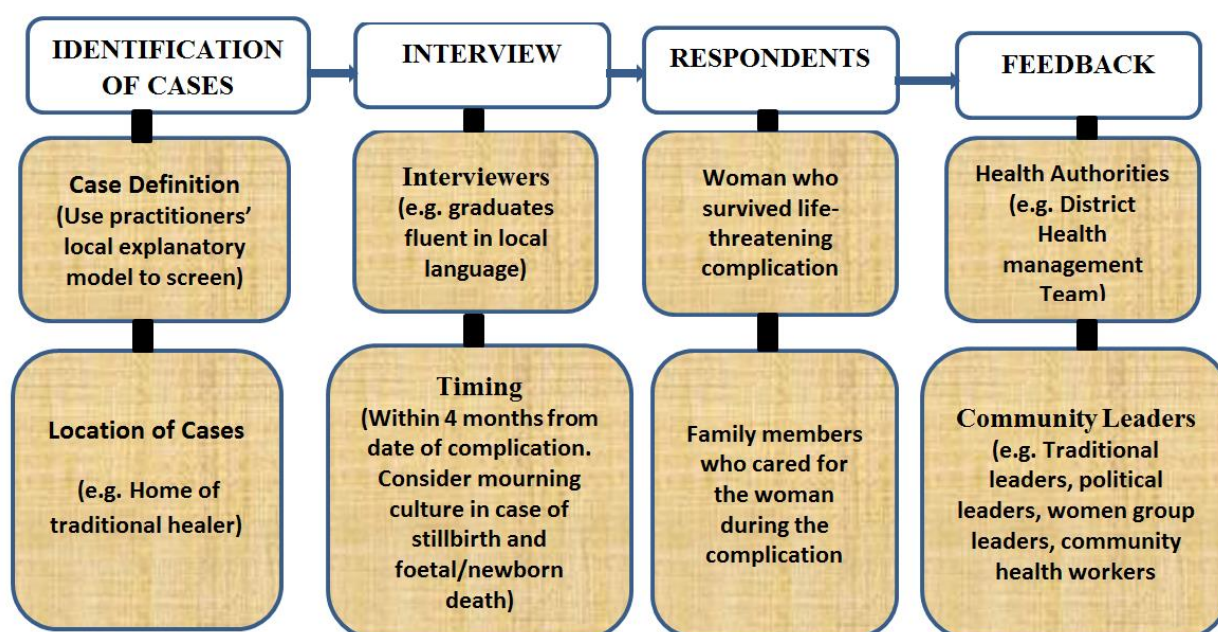 IDENTIFICATION
OF CASES
INTERVIEW
RESPONDENTS
FEEDBACK
Case Definition
(Use practitioners'
local explanatory
model to screen)
Interviewers
(e.g. graduates
fluent in local
language)
Woman who
survived life-
threatening
complication
Health Authorities
(e.g. District
Health
management
Team)
Location of Cases
(e.g. Home of
traditional healer)
Timing
(Within 4 months from
date of complication.
Consider mourning
culture in case of
stillbirth and
foetal/newborn
death)
Family members
who cared for
the woman
during the
complication
Community Leaders
(e.g. Traditional
leaders, political
leaders, women group
leaders, community
health workers